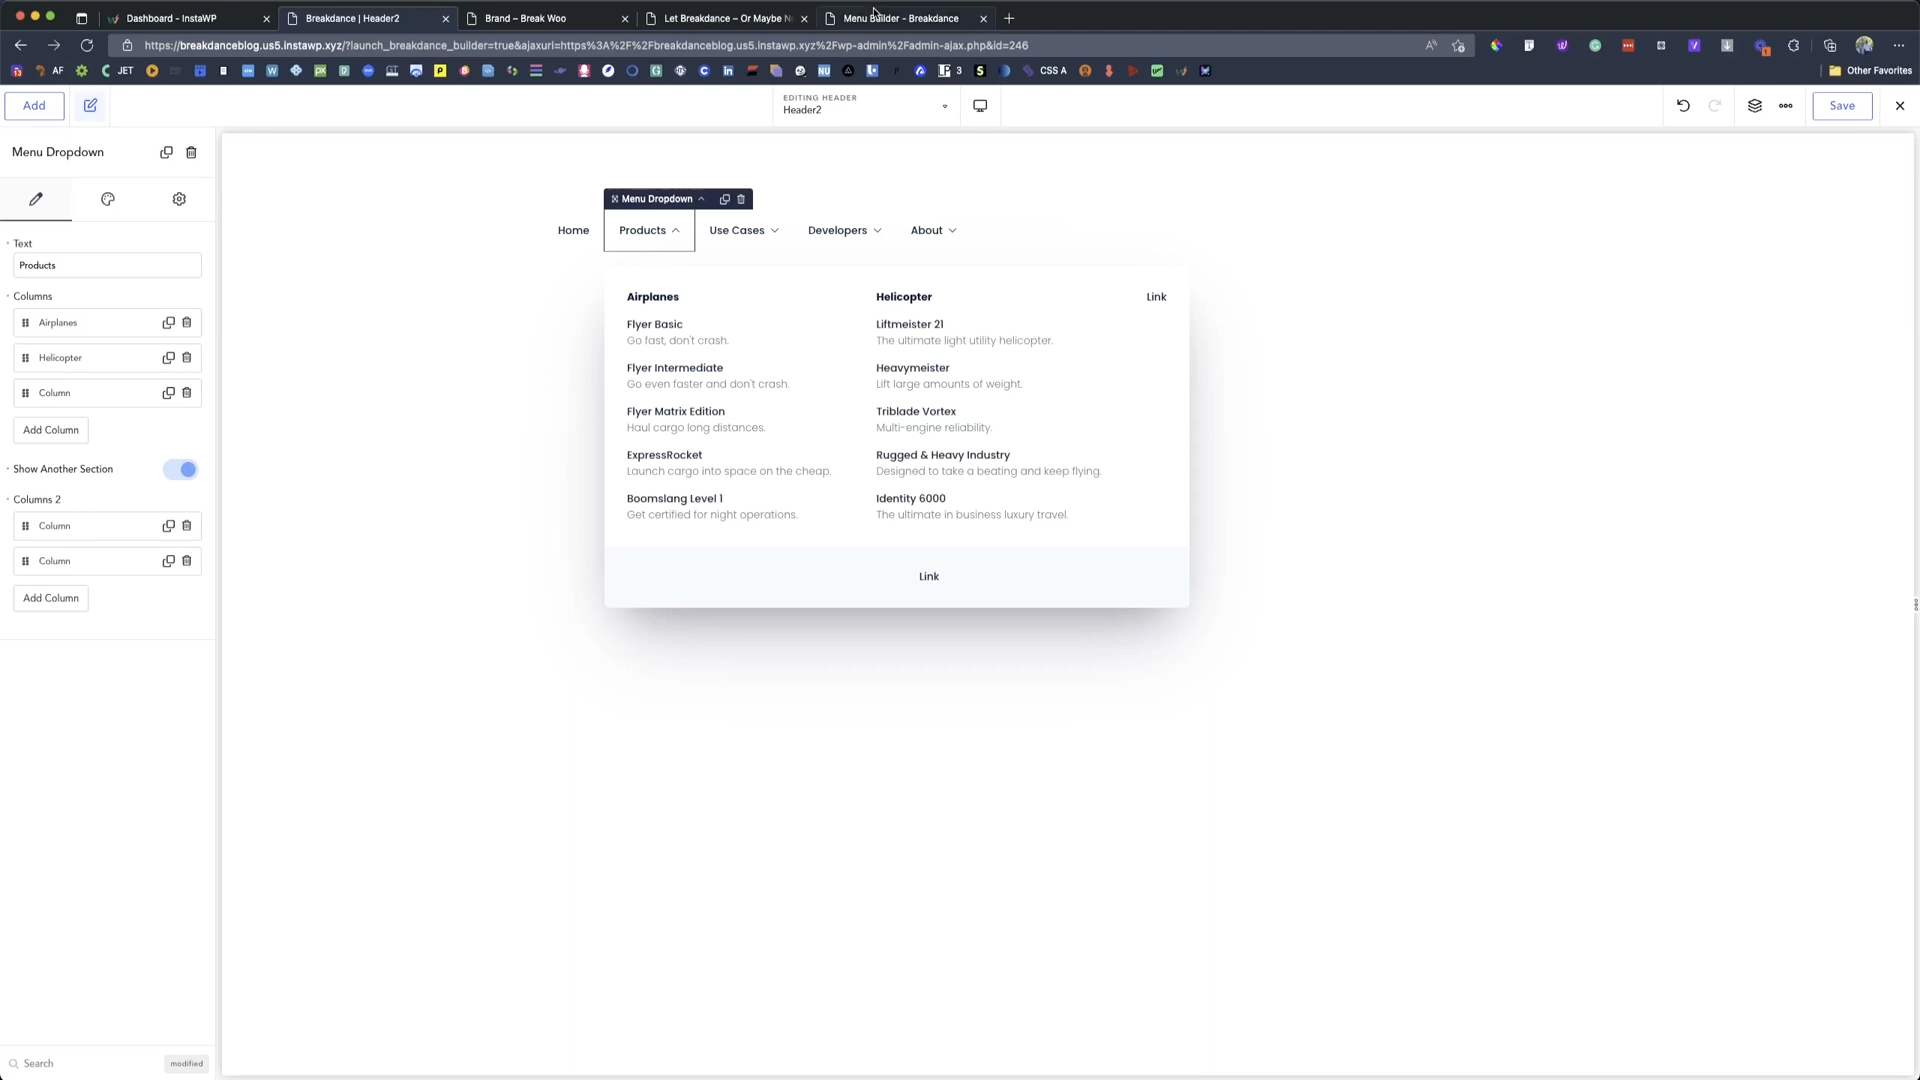 Dashboard - InstaWP
Breakdance | Header2
Brand – Break Woo
Let Breakdance – Or Maybe N
Menu Builder - Breakdance
https://breakdanceblog.us5.instawp.xyz/?launch_breakdance_builder=true&ajaxurl=https%3A%2F%2Fbreakdanceblog.us5.instawp.xyz%2Fwp-admin%2Fadmin-ajax.php&id=246
AF
JET
3
CSS A
Other Favorites
Add
EDITING HEADER
Header2
Save
Menu Dropdown
Text
Products
Columns
Airplanes
Helicopter
Column
Add Column
Show Another Section
Columns 2
Column
Column
Add Column
Search
modified
Menu Dropdown
Home
Products
Use Cases
Developers
About
Airplanes
Flyer Basic
Go fast, don't crash.
Flyer Intermediate
Go even faster and don't crash.
Flyer Matrix Edition
Haul cargo long distances.
ExpressRocket
Launch cargo into space on the cheap.
Boomslang Level 1
Get certified for night operations.
Helicopter
Liftmeister 21
The ultimate light utility helicopter.
Heavymeister
Lift large amounts of weight.
Triblade Vortex
Multi-engine reliability.
Rugged & Heavy Industry
Designed to take a beating and keep flying.
Identity 6000
The ultimate in business luxury travel.
Link
Link